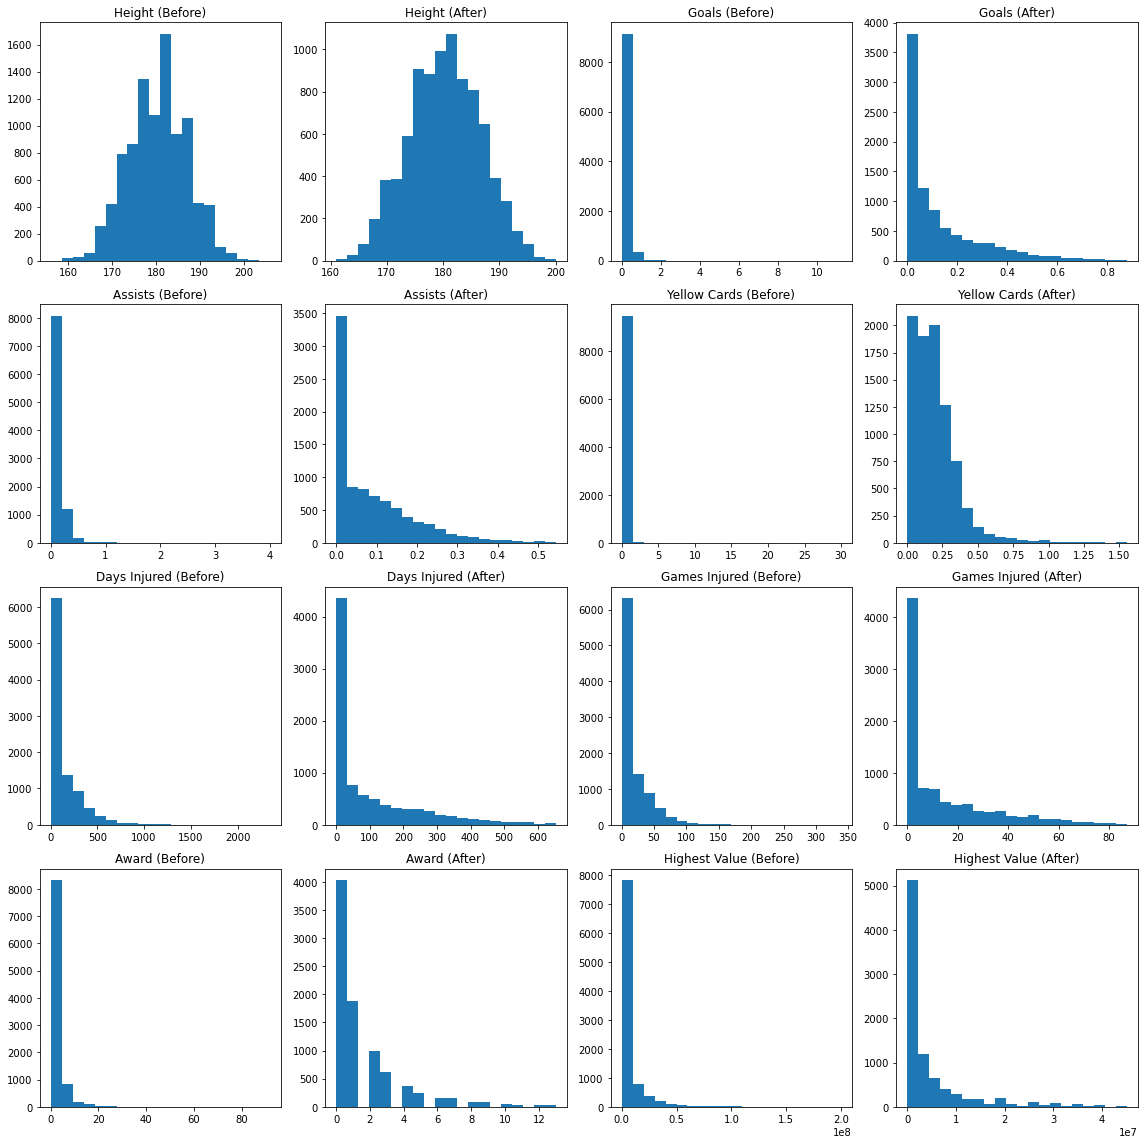 Height (Before) Height (After) Goals (Before) Goals (After)
1600 1400 1200 1000 800 600 400 200 0
160 170 180 190 200
1000 800 600 400 200 0
160 170 180 190 200
8000 6000 4000 2000 0
0 2 4 6 8 10
4000 3500 3000 2500 2000 1500 1000 500 0
0.0 0.2 0.4 0.6 0.8
Assists (Before) Assists (After) Yellow Cards (Before) Yellow Cards (After)
8000 7000 6000 5000 4000 3000 2000 1000 0
0 1 2 3 4
3500 3000 2500 2000 1500 1000 500 0
0.0 0.1 0.2 0.3 0.4 0.5
8000 6000 4000 2000 0
0 5 10 15 20 25 30
2000 1750 1500 1250 1000 750 500 250 0
0.00 0.25 0.50 0.75 1.00 1.25 1.50
Days Injured (Before) Days Injured (After) Games Injured (Before) Games Injured (After)
6000 5000 4000 3000 2000 1000 0
0 500 1000 1500 2000
4000 3000 2000 1000 0
0 100 200 300 400 500 600
6000 5000 4000 3000 2000 1000 0
0 50 100 150 200 250 300 350
4000 3000 2000 1000 0
0 20 40 60 80
Award (Before) Award (After) Highest Value (Before) Highest Value (After)
8000 7000 6000 5000 4000 3000 2000 1000 0
0 20 40 60 80
4000 3500 3000 2500 2000 1500 1000 500 0
0 2 4 6 8 10 12
8000 7000 6000 5000 4000 3000 2000 1000 0
0.0 0.5 1.0 1.5 2.0
1e8
5000 4000 3000 2000 1000 0
0 1 2 3 4
1e7